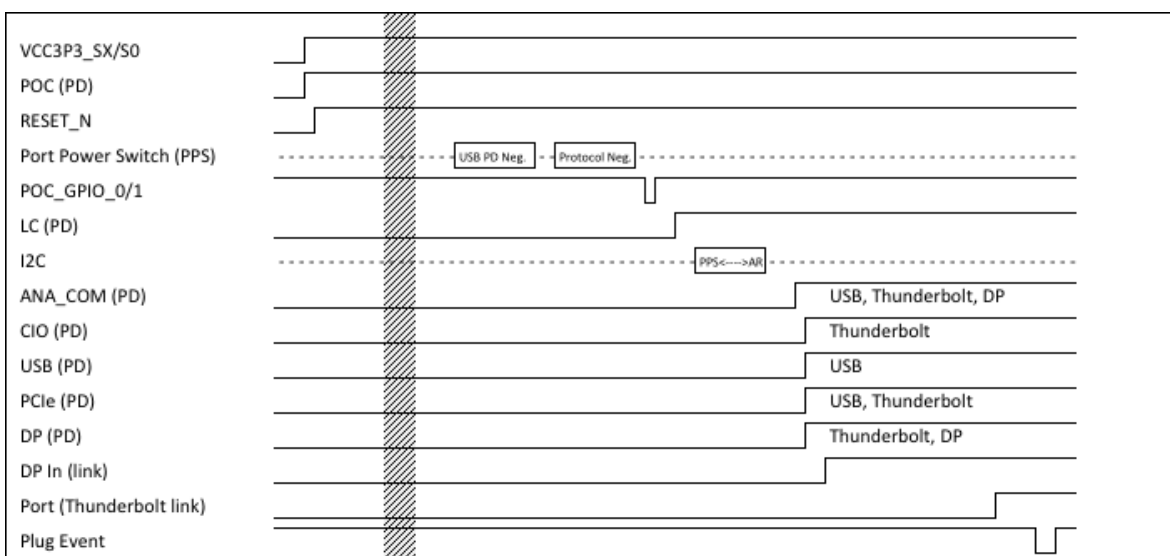 VCC3P3_SX/S0
POC (PD)
RESET_N
Port Power Switch (PPS) USB PD Neg. Protocol Neg.
POC_GPIO_0/1
LC (PD)
I2C PPS<---->AR
ANA_COM (PD) USB, Thunderbolt, DP
CIO (PD) Thunderbolt
USB (PD) USB
PCIe (PD) USB, Thunderbolt
DP (PD) Thunderbolt, DP
DP In (link)
Port (Thunderbolt link)
Plug Event